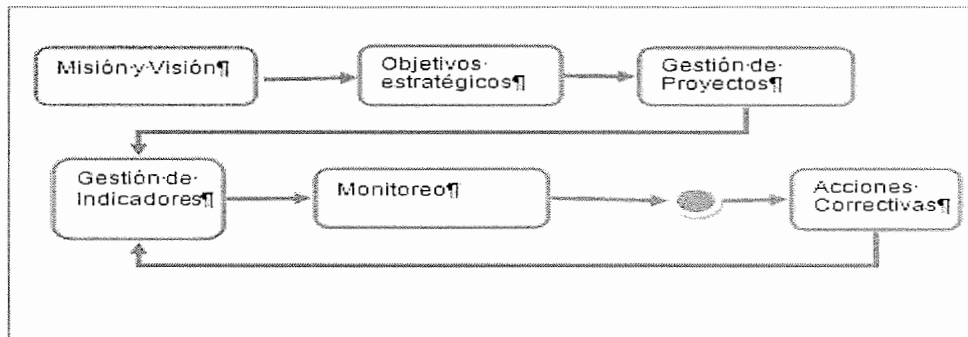 Misión·y·Visión¶
Objetivos·
estratégicos¶
Gestión·de·
Proyectos¶
Gestión·de·
Indicadores¶
Monitoreo¶
Acciones·
Correctivas¶